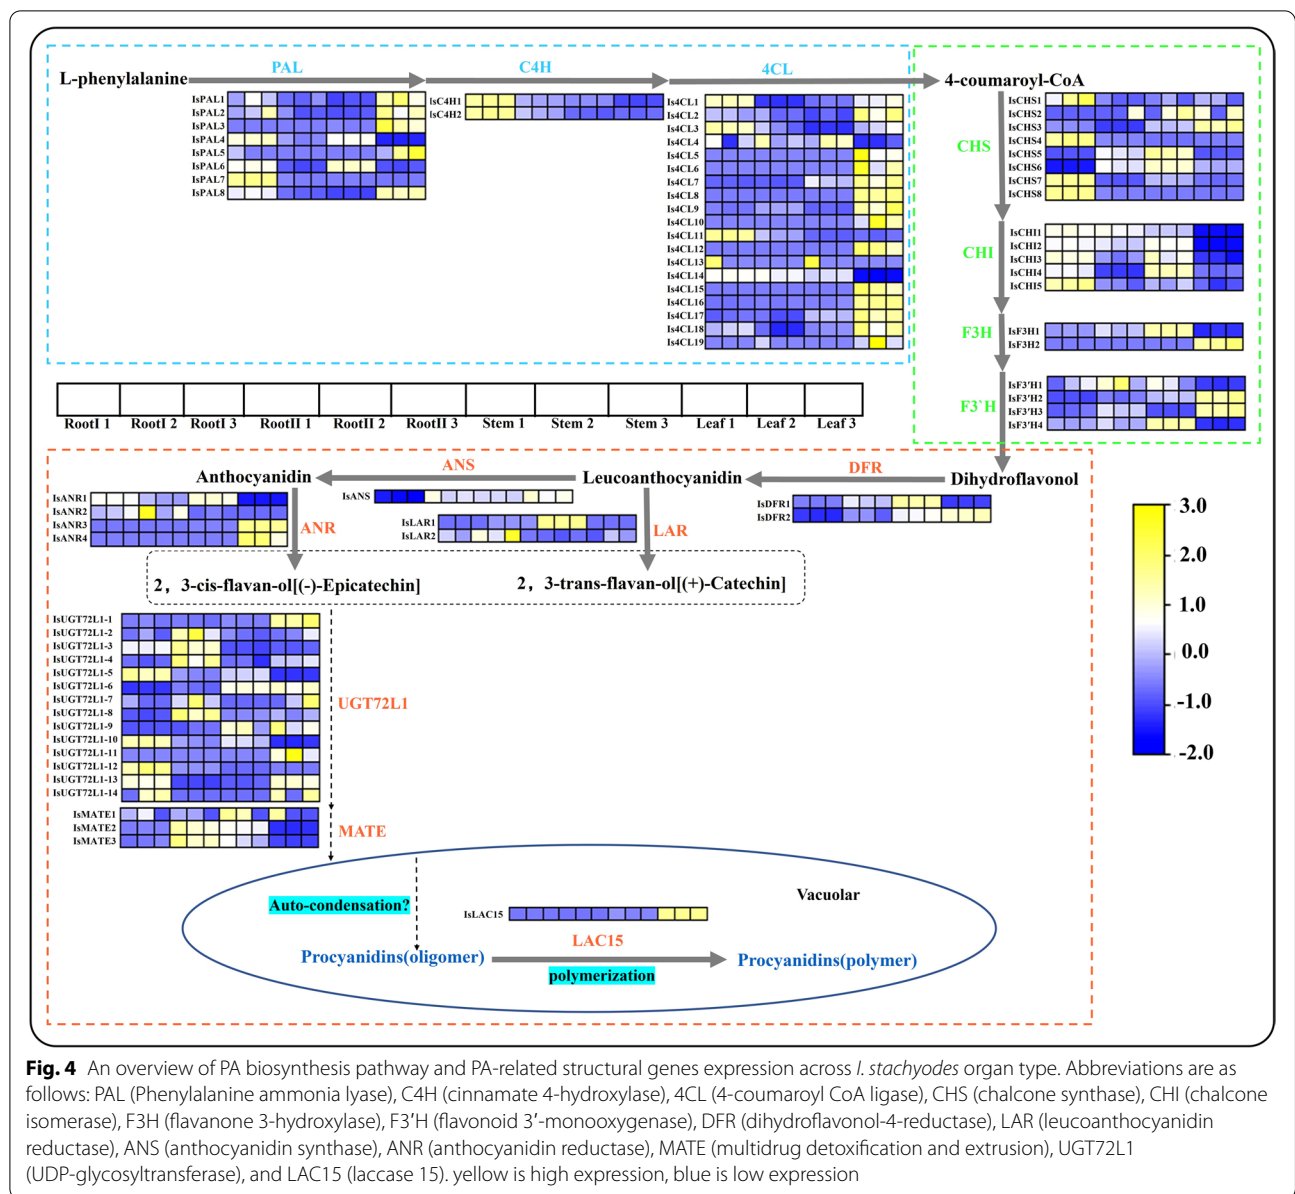 PAL
C4H
4CL
L-phenylalanine
4-coumaroyl-CoA
IsPAL1
IsPAL2
IsPAL3
IsPAL4
IsPAL5
IsPAL6
IsPAL7
IsPAL8
IsC4H1
IsC4H2
Is4CL1
Is4CL2
Is4CL3
Is4CL4
Is4CL5
Is4CL6
Is4CL7
Is4CL8
Is4CL9
Is4CL10
Is4CL11
Is4CL12
Is4CL13
Is4CL14
Is4CL15
Is4CL16
Is4CL17
Is4CL18
Is4CL19
CHS
IsCHS1
IsCHS2
IsCHS3
IsCHS4
IsCHS5
IsCHS6
IsCHS7
IsCHS8
CHI
IsCHI1
IsCHI2
IsCHI3
IsCHI4
IsCHI5
F3H
IsF3H1
IsF3H2
F3`H
IsF3'H1
IsF3'H2
IsF3'H3
IsF3'H4
RootI 1 RootI 2 RootI 3 RootII 1 RootII 2 RootII 3 Stem 1 Stem 2 Stem 3 Leaf 1 Leaf 2 Leaf 3
Anthocyanidin
ANS
Leucoanthocyanidin
DFR
Dihydroflavonol
IsANR1
IsANR2
IsANR3
IsANR4
ANR
IsANS
IsLAR1
IsLAR2
LAR
IsDFR1
IsDFR2
3.0
2.0
1.0
0.0
-1.0
-2.0
2，3-cis-flavan-ol[(-)-Epicatechin]
2，3-trans-flavan-ol[(+)-Catechin]
IsUGT72L1-1
IsUGT72L1-2
IsUGT72L1-3
IsUGT72L1-4
IsUGT72L1-5
IsUGT72L1-6
IsUGT72L1-7
IsUGT72L1-8
IsUGT72L1-9
IsUGT72L1-10
IsUGT72L1-11
IsUGT72L1-12
IsUGT72L1-13
IsUGT72L1-14
UGT72L1
IsMATE1
IsMATE2
IsMATE3
MATE
Vacuolar
Auto-condensation?
IsLAC15
LAC15
Procyanidins(oligomer)
polymerization
Procyanidins(polymer)
Fig. 4 An overview of PA biosynthesis pathway and PA-related structural genes expression across I. stachyodes organ type. Abbreviations are as
follows: PAL (Phenylalanine ammonia lyase), C4H (cinnamate 4-hydroxylase), 4CL (4-coumaroyl CoA ligase), CHS (chalcone synthase), CHI (chalcone
isomerase), F3H (flavanone 3-hydroxylase), F3′H (flavonoid 3′-monooxygenase), DFR (dihydroflavonol-4-reductase), LAR (leucoanthocyanidin
reductase), ANS (anthocyanidin synthase), ANR (anthocyanidin reductase), MATE (multidrug detoxification and extrusion), UGT72L1
(UDP-glycosyltransferase), and LAC15 (laccase 15). yellow is high expression, blue is low expression